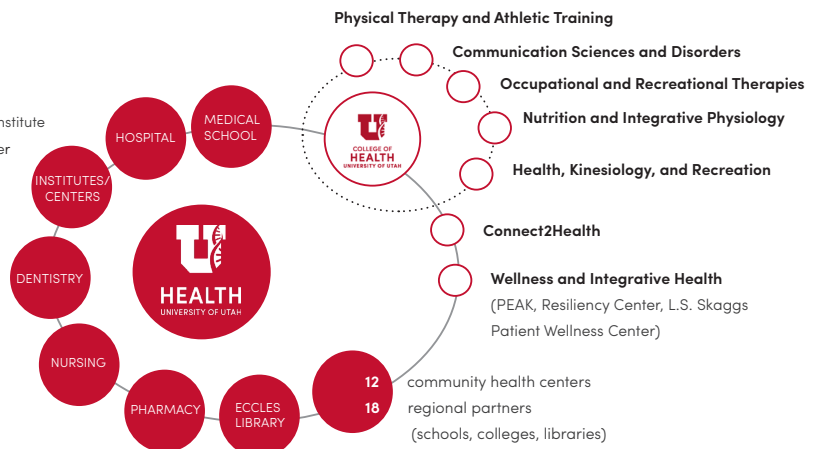 Physical Therapy and Athletic Training
Communication Sciences and Disorders
Occupational and Recreational Therapies
Nutrition and Integrative Physiology
Health, Kinesiology, and Recreation
Connect2Health
Wellness and Integrative Health
(PEAK, Resiliency Center, L.S. Skaggs
Patient Wellness Center)
12 community health centers
18 regional partners
(schools, colleges, libraries)
U
COLLEGE OF
HEALTH
UNIVERSITY OF UTAH
MEDICAL
SCHOOL
HOSPITAL
INSTITUTES/
CENTERS
DENTISTRY
NURSING
PHARMACY
ECCLES
LIBRARY
U
HEALTH
UNIVERSITY OF UTAH